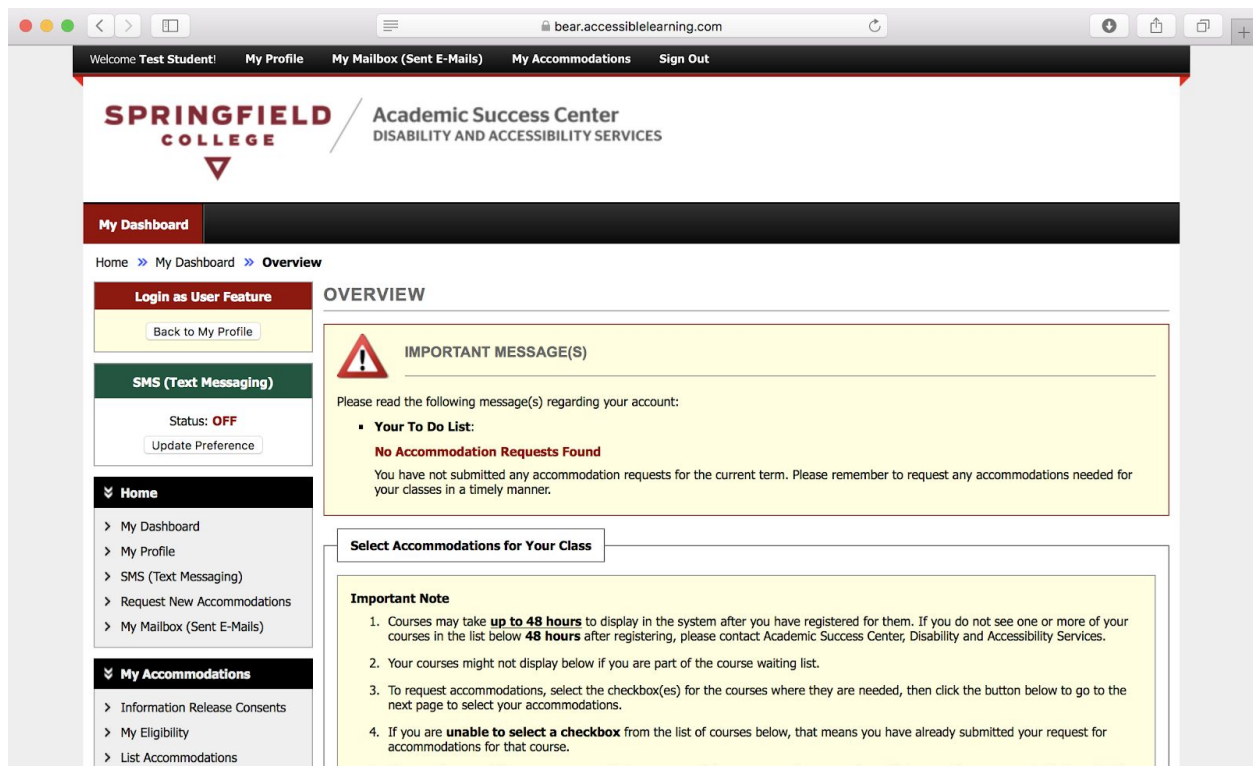 bear.accessiblelearning.com
Welcome Test Student! My Profile My Mailbox (Sent E-Mails) My Accommodations Sign Out
SPRINGFIELD
COLLEGE
Academic Success Center
DISABILITY AND ACCESSIBILITY SERVICES
My Dashboard
Home » My Dashboard » Overview
Login as User Feature
Back to My Profile
SMS (Text Messaging)
Status: OFF
Update Preference
Home
My Dashboard
My Profile
SMS (Text Messaging)
Request New Accommodations
My Mailbox (Sent E-Mails)
My Accommodations
Information Release Consents
My Eligibility
List Accommodations
OVERVIEW
IMPORTANT MESSAGE(S)
Please read the following message(s) regarding your account:
Your To Do List:
No Accommodation Requests Found
You have not submitted any accommodation requests for the current term. Please remember to request any accommodations needed for
your classes in a timely manner.
Select Accommodations for Your Class
Important Note
1. Courses may take up to 48 hours to display in the system after you have registered for them. If you do not see one or more of your
courses in the list below 48 hours after registering, please contact Academic Success Center, Disability and Accessibility Services.
2. Your courses might not display below if you are part of the course waiting list.
3. To request accommodations, select the checkbox(es) for the courses where they are needed, then click the button below to go to the
next page to select your accommodations.
4. If you are unable to select a checkbox from the list of courses below, that means you have already submitted your request for
accommodations for that course.